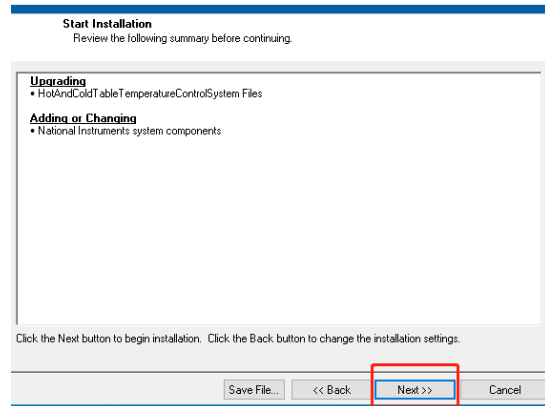 Start Installation
Review the following summary before continuing.
Upgrading
• HotAndColdTableTemperatureControlSystem Files
Adding or Changing
• National Instruments system components
Click the Next button to begin installation. Click the Back button to change the installation settings.
Save File... << Back Next >> Cancel